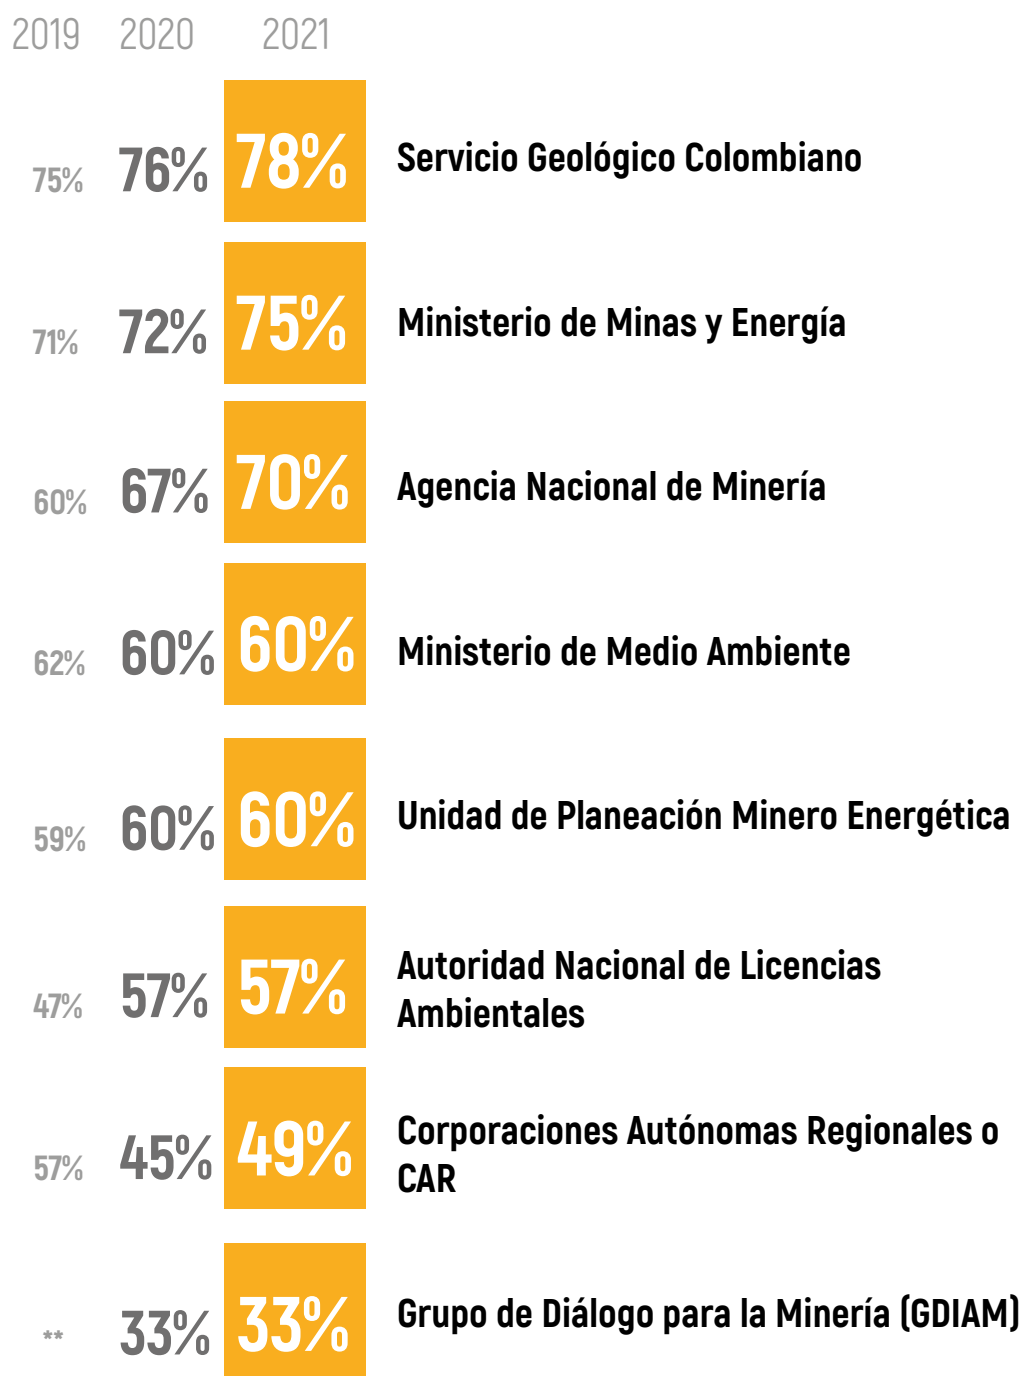 2019 2020 2021
75% 76% 78% Servicio Geológico Colombiano
71% 72% 75% Ministerio de Minas y Energía
60% 67% 70% Agencia Nacional de Minería
62% 60% 60% Ministerio de Medio Ambiente
59% 60% 60% Unidad de Planeación Minero Energética
47% 57% 57% Autoridad Nacional de Licencias
Ambientales
57% 45% 49% Corporaciones Autónomas Regionales o
CAR
** 33% 33% Grupo de Diálogo para la Minería (GDIAM)